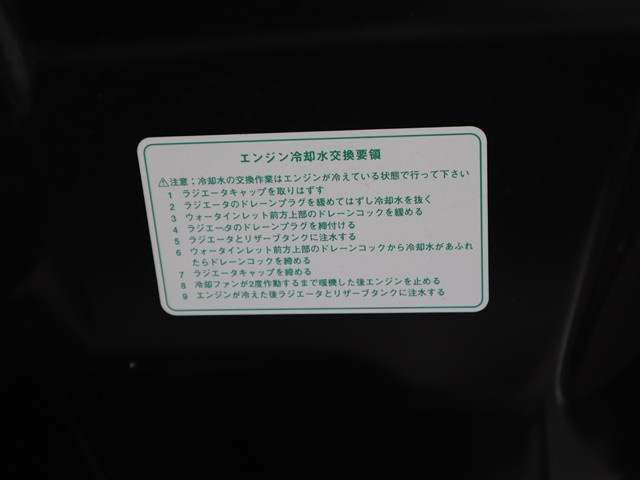 エンジン冷却水交換要領
⚠注意:冷却水の交換作業はエンジンが冷えている状態で行って下さい
1 ラジエータキャップを取りはずす
2 ラジエータのドレーンプラグを緩めてはずし冷却水を抜く
3 ウォータインレット前方上部のドレーンコックを緩める
4 ラジエータのドレーンプラグを締付ける
5 ラジエータとリザーブタンクに注水する
6 ウォータインレット前方上部のドレーンコックから冷却水があふれ
たらドレーンコックを締める
7 ラジエータキャップを締める
8 冷却ファンが2度作動するまで暖機した後エンジンを止める
9 エンジンが冷えた後ラジエータとリザーブタンクに注水する